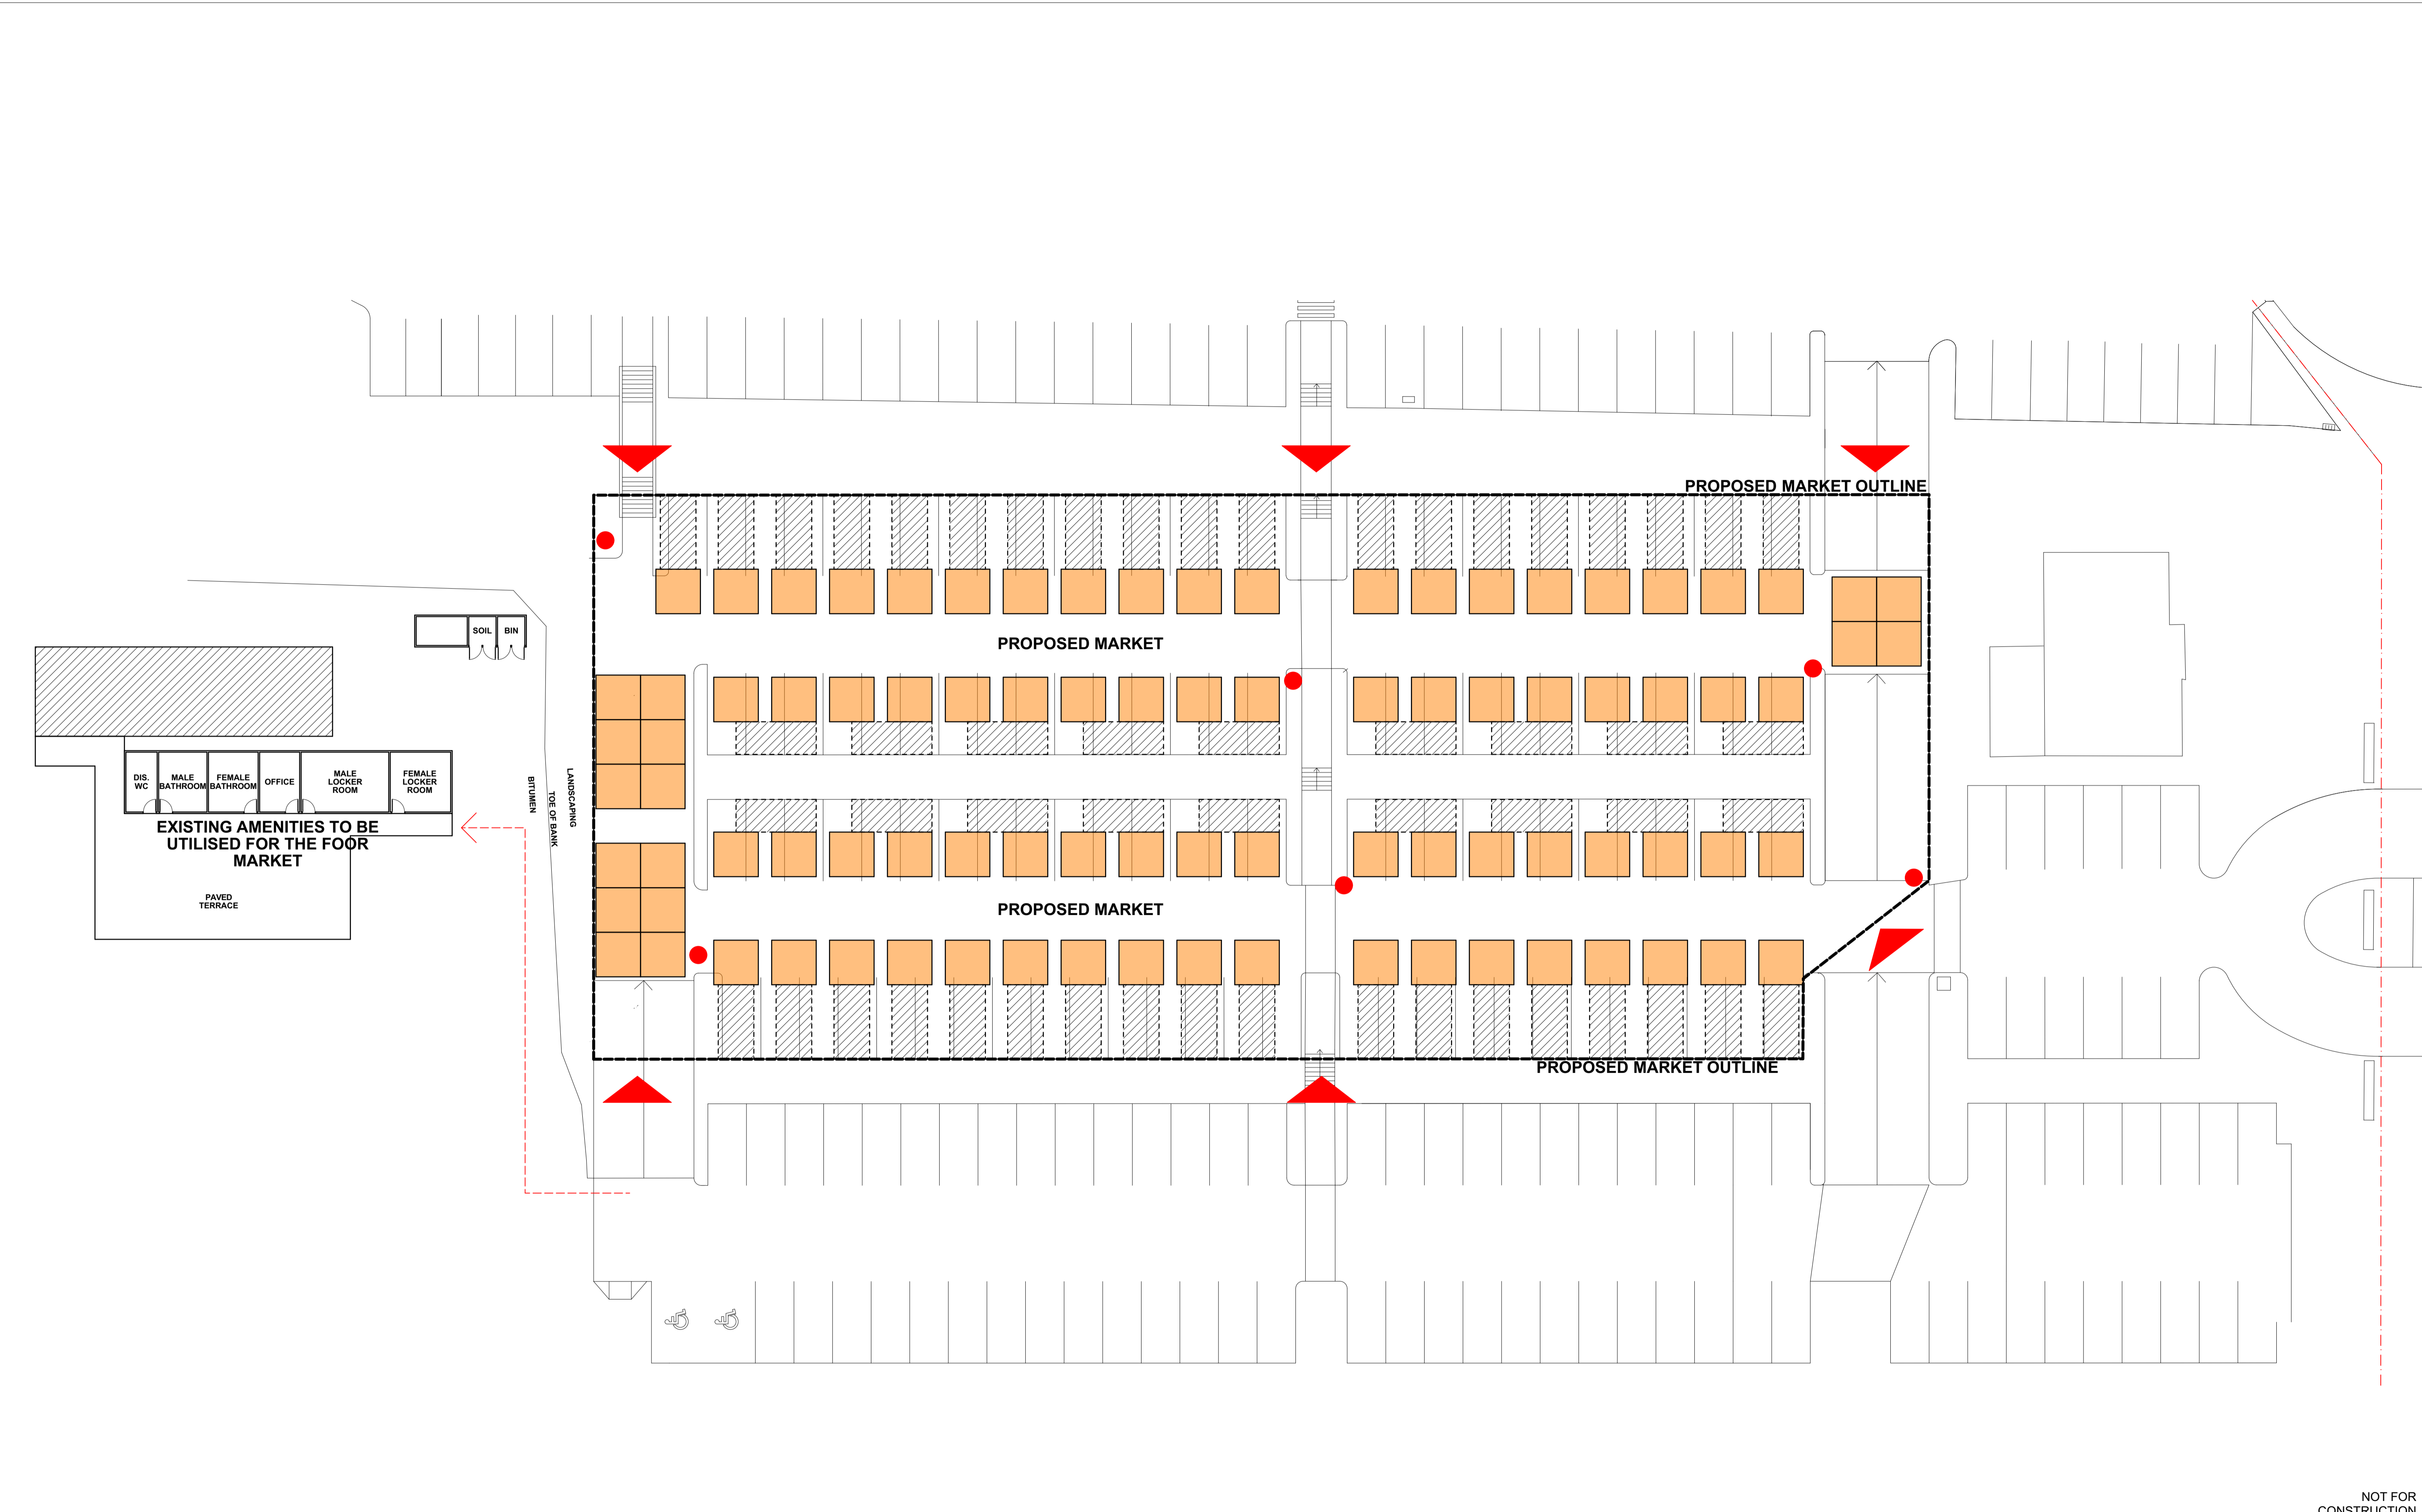 PROPOSED MARKET OUTLINE
SOIL
BIN
PROPOSED MARKET
DIS.
WC
MALE
BATHROOM
FEMALE
BATHROOM
OFFICE
MALE
LOCKER
ROOM
FEMALE
LOCKER
ROOM
BITUMEN
TOE OF BANK
LANDSCAPING
EXISTING AMENITIES TO BE
UTILISED FOR THE FOOR
MARKET
PAVED
TERRACE
PROPOSED MARKET
PROPOSED MARKET OUTLINE
NOT FOR
CONSTRUCTION